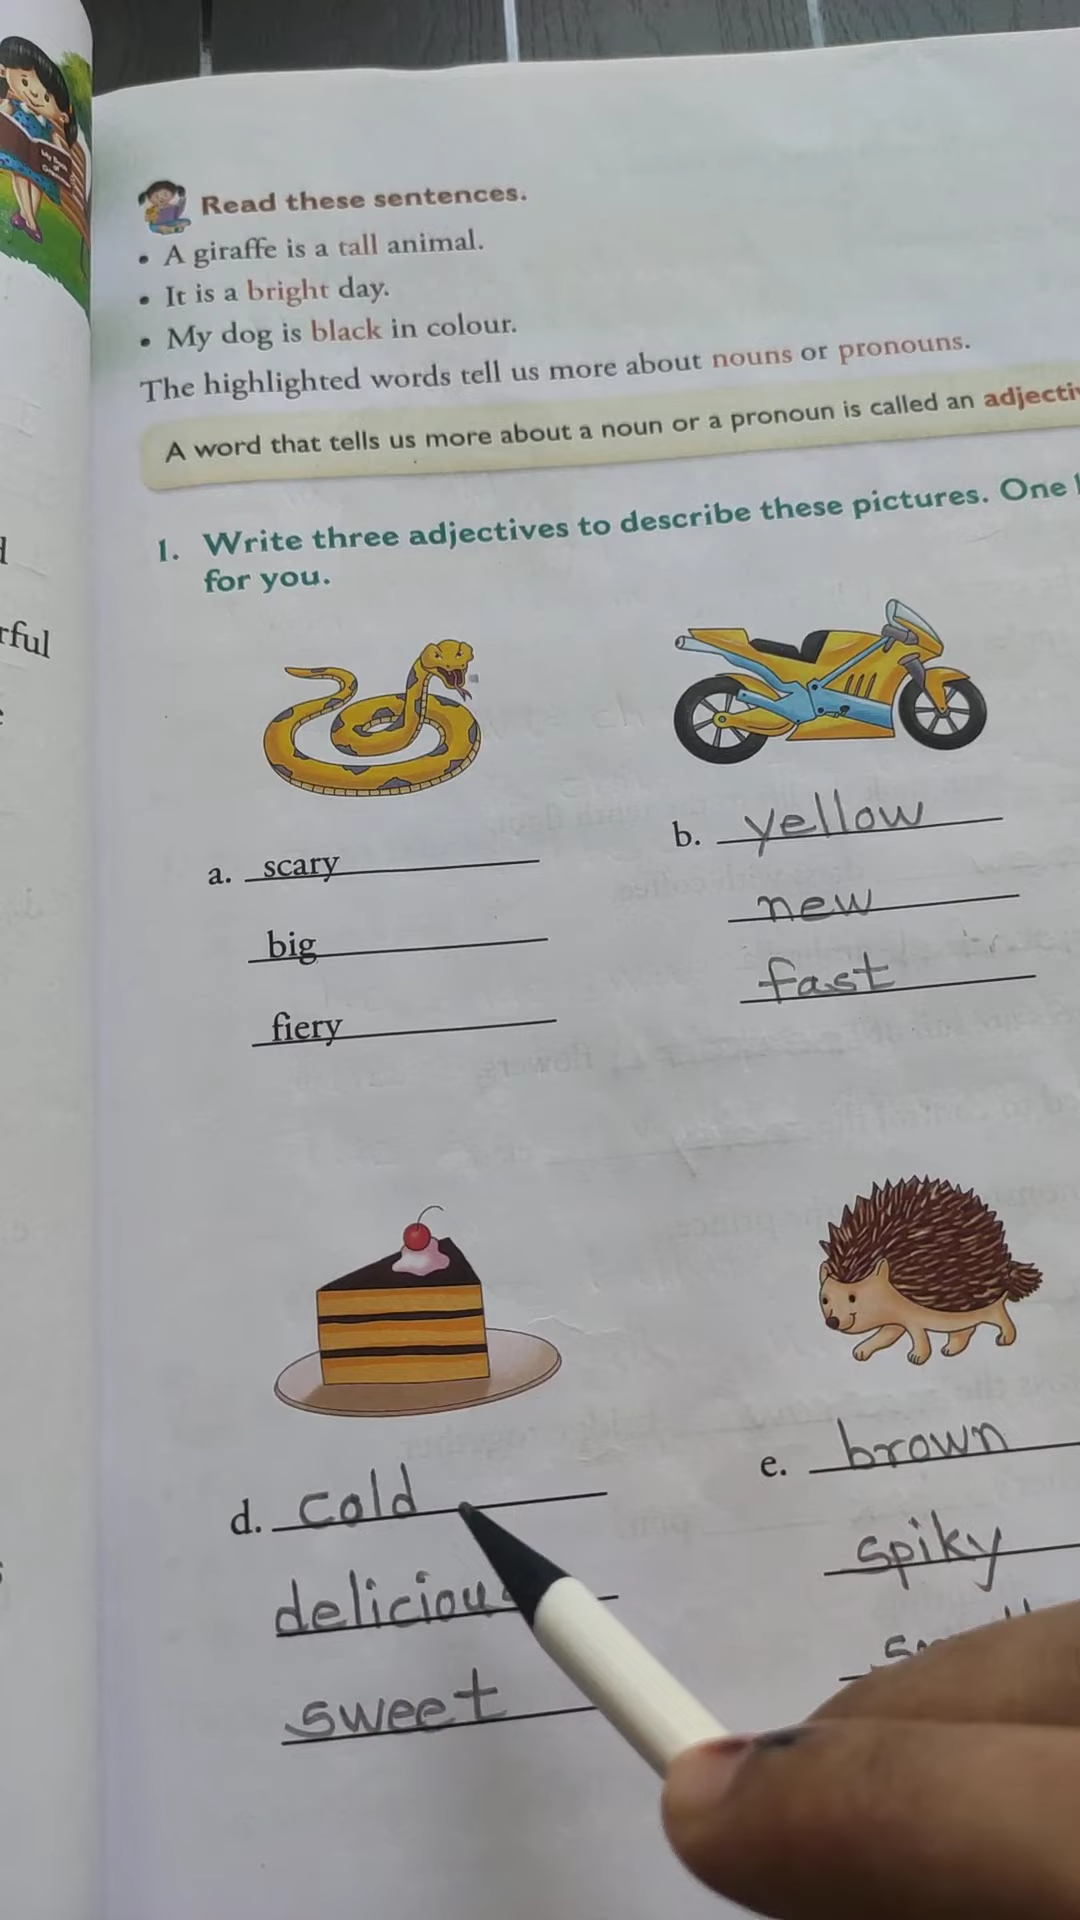 Read these sentences.
• A giraffe is a tall animal.
• It is a bright day.
• My dog is black in colour.
The highlighted words tell us more about nouns or pronouns.
A word that tells us more about a noun or a pronoun is called an
1. Write three adjectives to describe these pictures. One
for you.
a. scary
big
fiery
b. yellow
new
fast
d. cold
delicious
sweet
e. brown
spiky